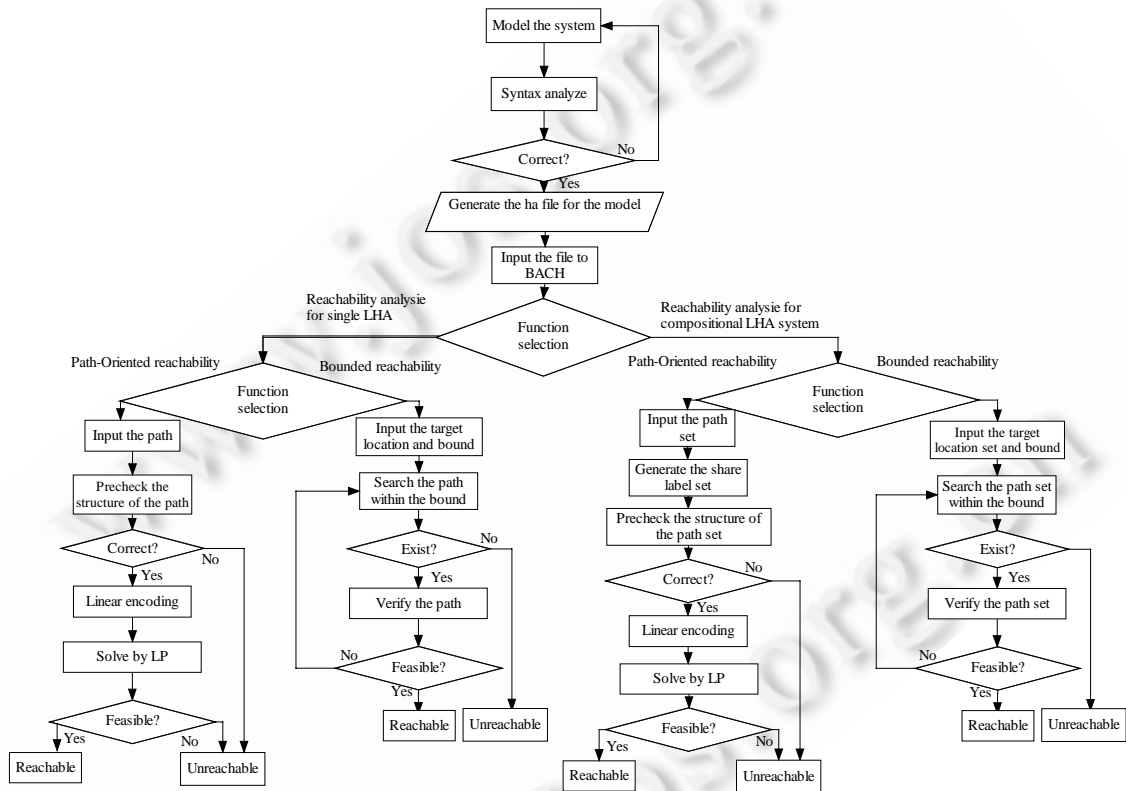 Model the system
Syntax analyze
Correct?
No
Yes
Generate the ha file for the model
Input the file to
BACH
Reachability analysie
for single LHA
Function
selection
Reachability analysie for
compositional LHA system
Path-Oriented reachability
Bounded reachability
Function
selection
Input the path
Precheck the
structure of the path
Correct?
No
Yes
Linear encoding
Solve by LP
Feasible?
Yes
No
Reachable
Unreachable
Input the target
location and bound
Search the path
within the bound
Exist?
No
Yes
Verify the path
Feasible?
No
Yes
Reachable
Unreachable
Path-Oriented reachability
Bounded reachability
Function
selection
Input the path
set
Generate the share
label set
Precheck the structure of
the path set
Correct?
No
Yes
Linear encoding
Solve by LP
Feasible?
Yes
No
Reachable
Unreachable
Input the target
location set and bound
Search the path set
within the bound
Exist?
No
Yes
Verify the path set
Feasible?
No
Yes
Reachable
Unreachable
www.jos.org.cn